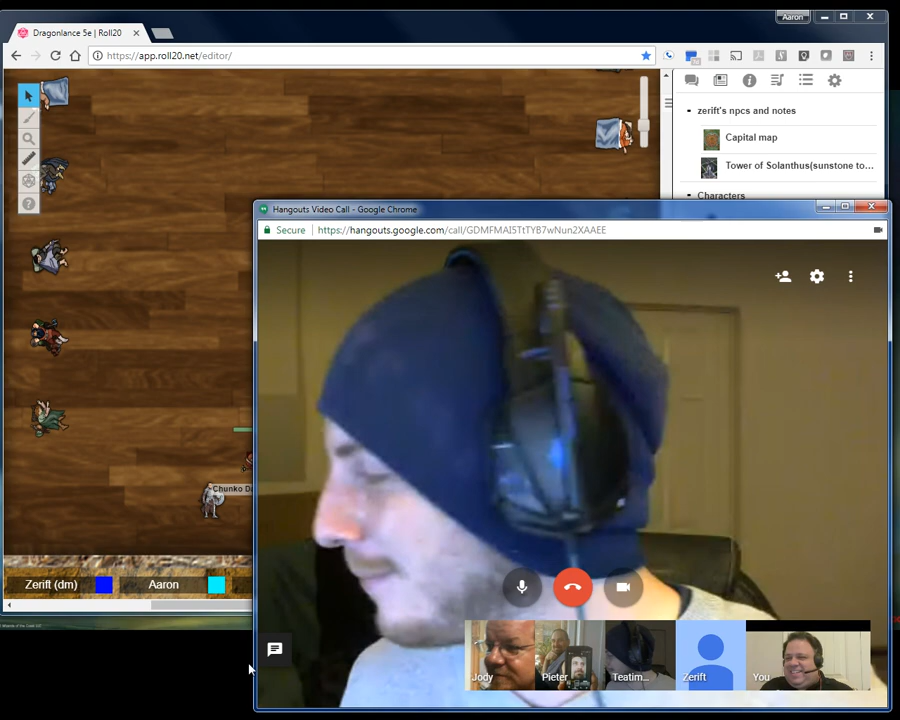 Aaron
Dragonlance 5e | Roll20
https://app.roll20.net/editor/
zerift's npcs and notes
Capital map
Tower of Solanthus(sunstone to...
Characters
Hangouts Video Call - Google Chrome
Secure
https://hangouts.google.com/call/GDMFMAI5TtTYB7wNun2XAAEE
Chunko Da
Zerift (dm)
Aaron
Jody
Pieter
Teatim...
Zerift
You